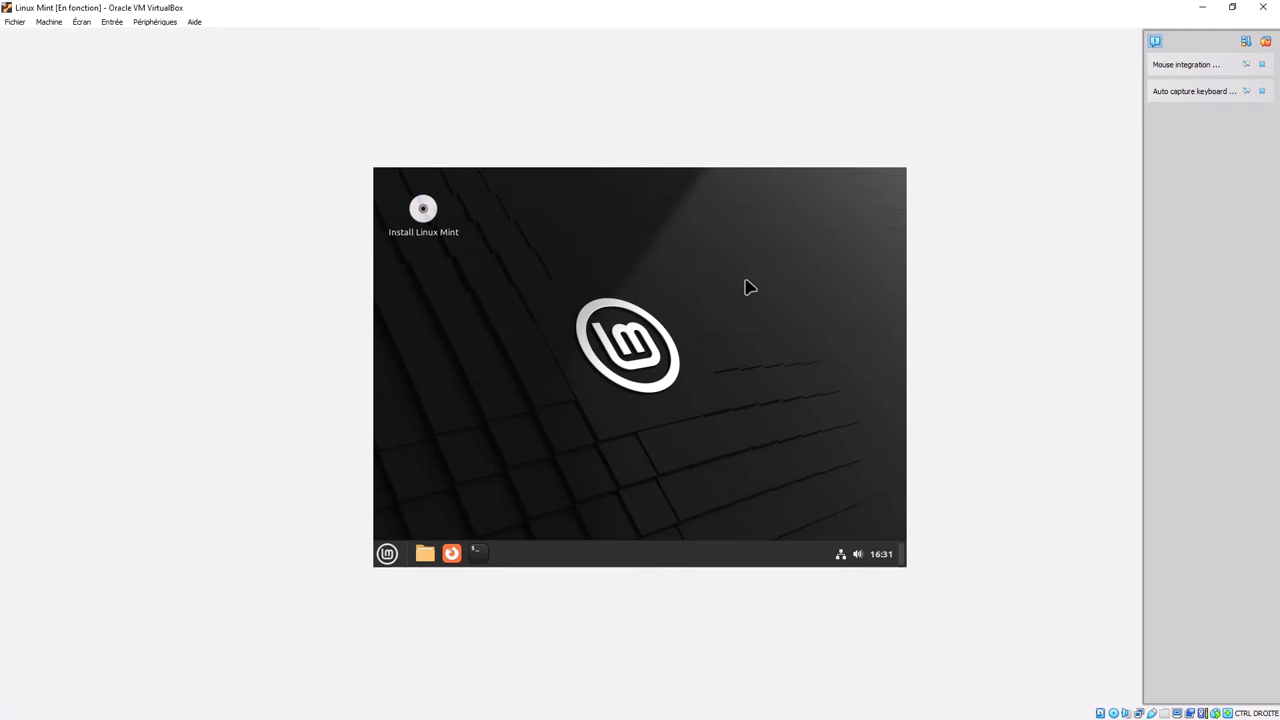 Linux Mint [En fonction] - Oracle VM VirtualBox
Fichier Machine Écran Entrée Périphériques Aide
Mouse integration ...
Auto capture keyboard ...
Install Linux Mint
16:31
CTRL DROITE